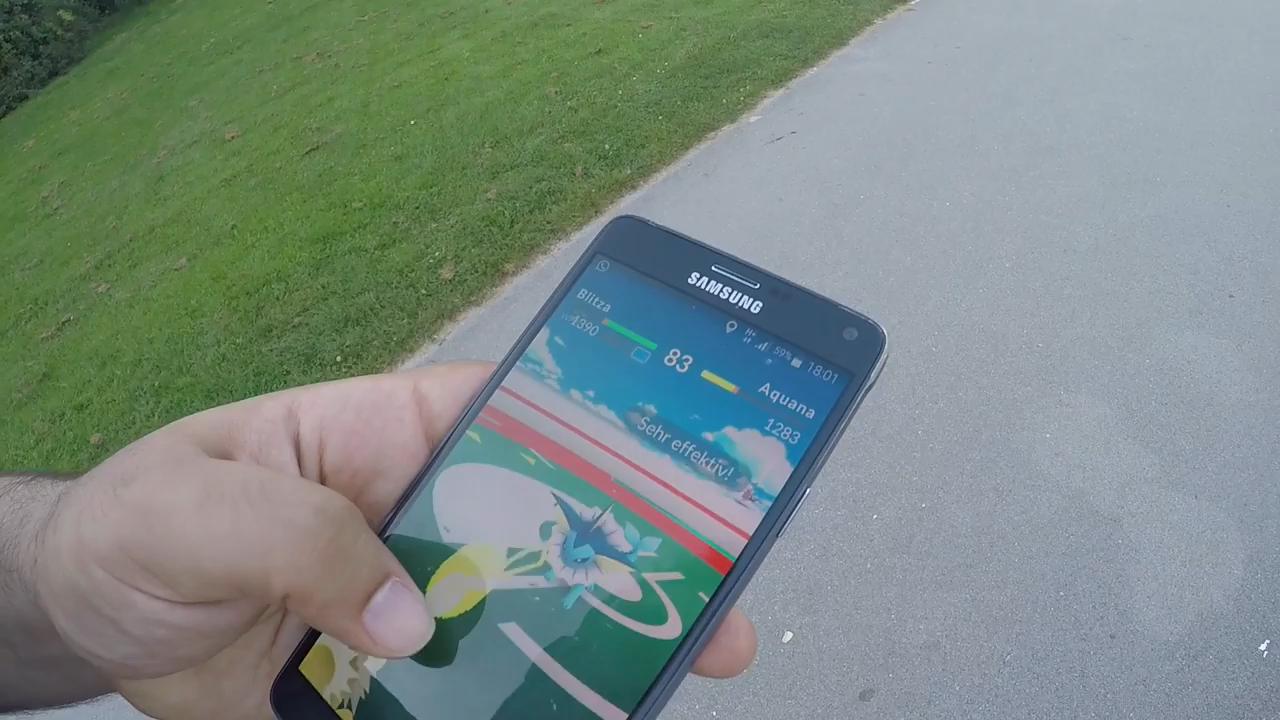 SAMSUNG
H+ 59% 18:01
Blitza
1390
83
Aquana
1283
Sehr effektiv!